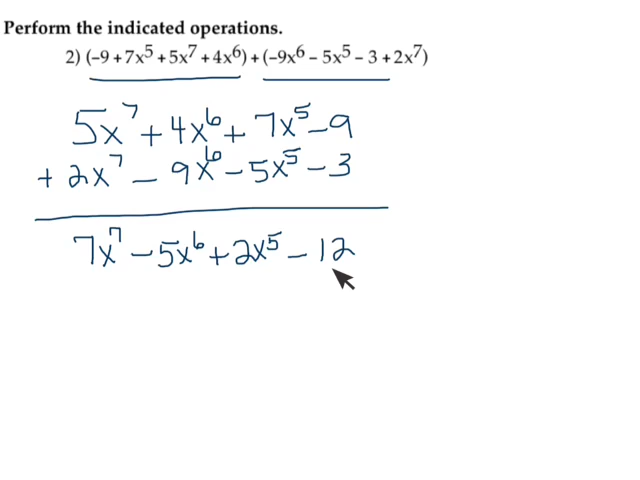 Perform the indicated operations.
2) (–9 + 7x⁵ + 5x⁷ + 4x⁶) + (–9x⁶ – 5x⁵ – 3 + 2x⁷)
5x⁷ + 4x⁶ + 7x⁵ – 9
+ 2x⁷ – 9x⁶ – 5x⁵ – 3
7x⁷ – 5x⁶ + 2x⁵ – 12